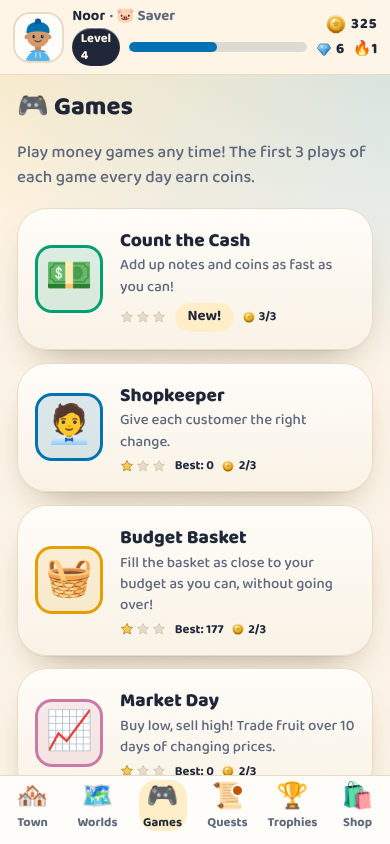 Noor · Saver
325
Level 4
6
1
Games
Play money games any time! The first 3 plays of
each game every day earn coins.
Count the Cash
Add up notes and coins as fast as
you can!
New!
3/3
Shopkeeper
Give each customer the right
change.
Best: 0
2/3
Budget Basket
Fill the basket as close to your
budget as you can, without going
over!
Best: 177
2/3
Market Day
Buy low, sell high! Trade fruit over 10
days of changing prices.
Best: 0
2/3
Town
Worlds
Games
Quests
Trophies
Shop